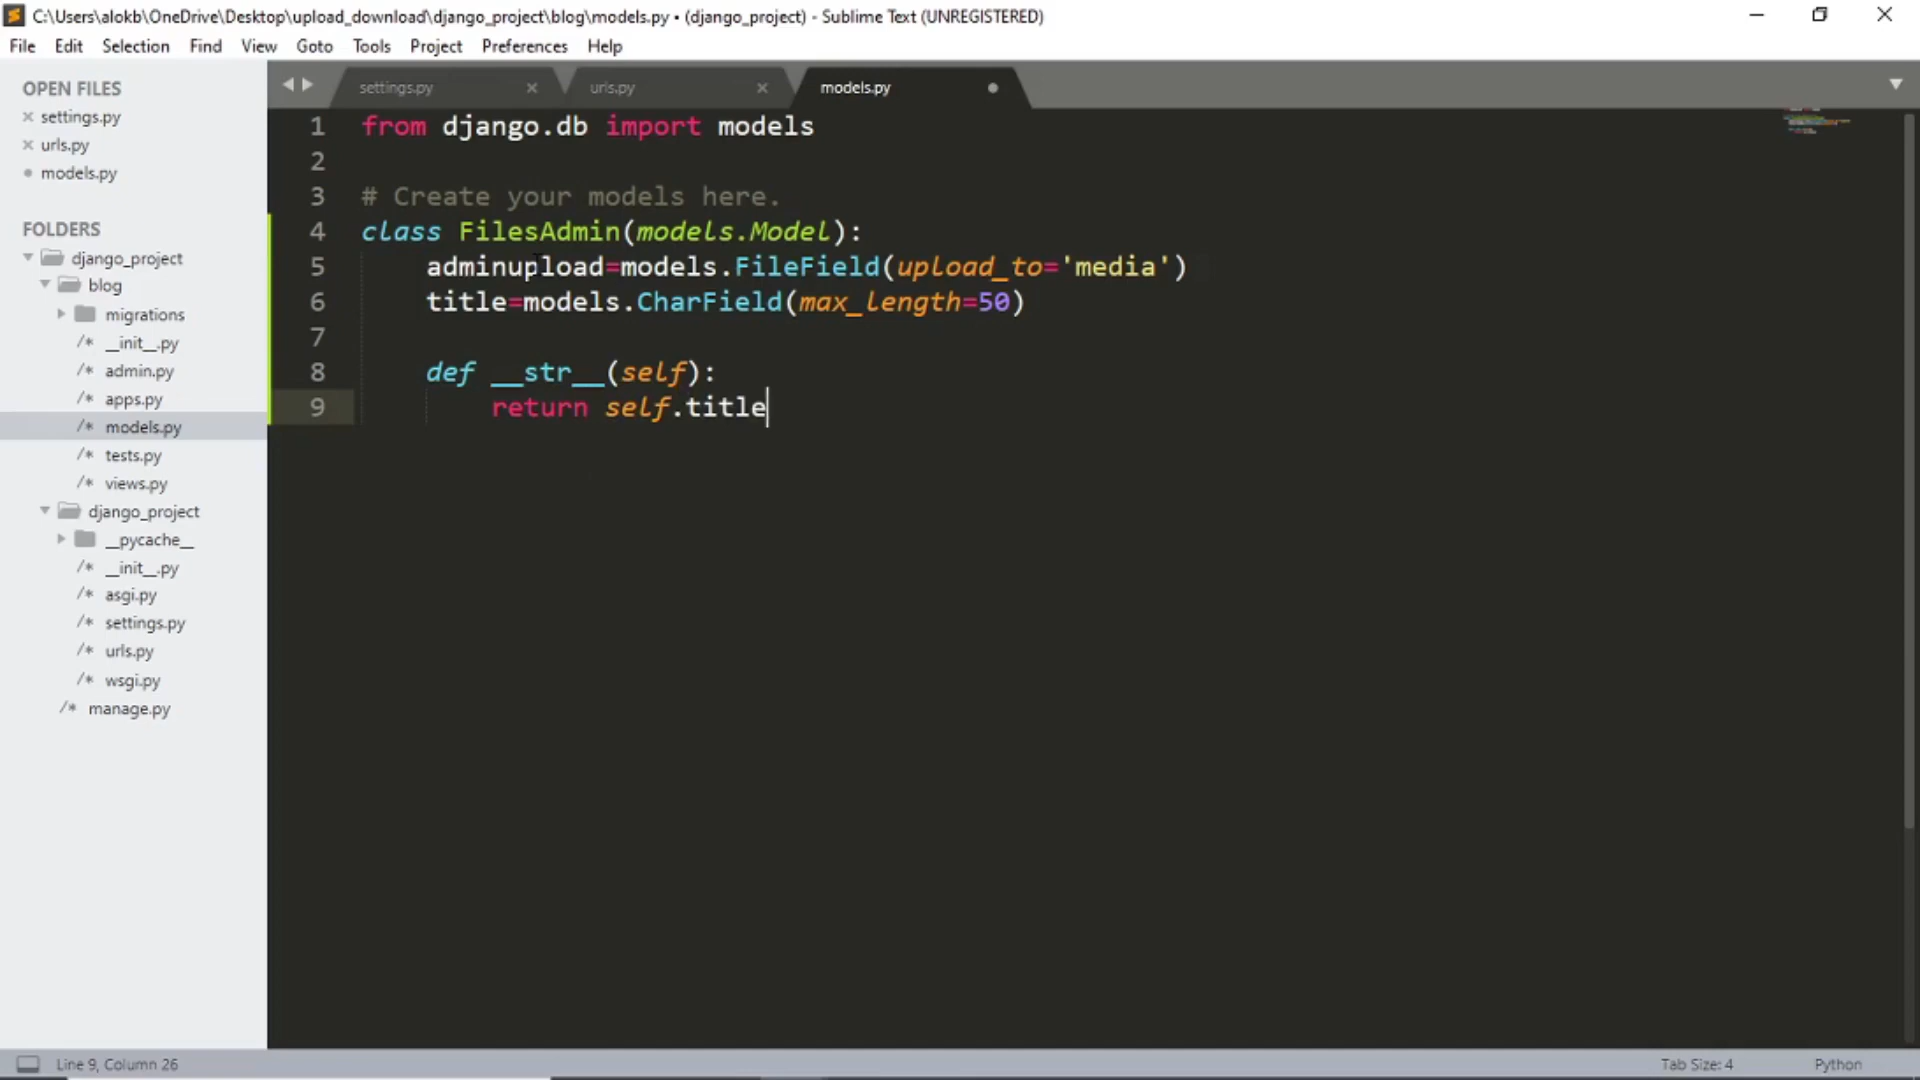 C:\Users\alokb\OneDrive\Desktop\upload_download\django_project\blog\models.py • (django_project) - Sublime Text (UNREGISTERED)
File Edit Selection Find View Goto Tools Project Preferences Help
OPEN FILES
settings.py
urls.py
models.py
FOLDERS
django_project
blog
migrations
/* __init__.py
/* admin.py
/* apps.py
/* models.py
/* tests.py
/* views.py
django_project
__pycache__
/* __init__.py
/* asgi.py
/* settings.py
/* urls.py
/* wsgi.py
/* manage.py
settings.py urls.py models.py
1 from django.db import models
2
3 # Create your models here.
4 class FilesAdmin(models.Model):
5 adminupload=models.FileField(upload_to='media')
6 title=models.CharField(max_length=50)
7
8 def __str__(self):
9 return self.title
Line 9, Column 26 Tab Size: 4 Python